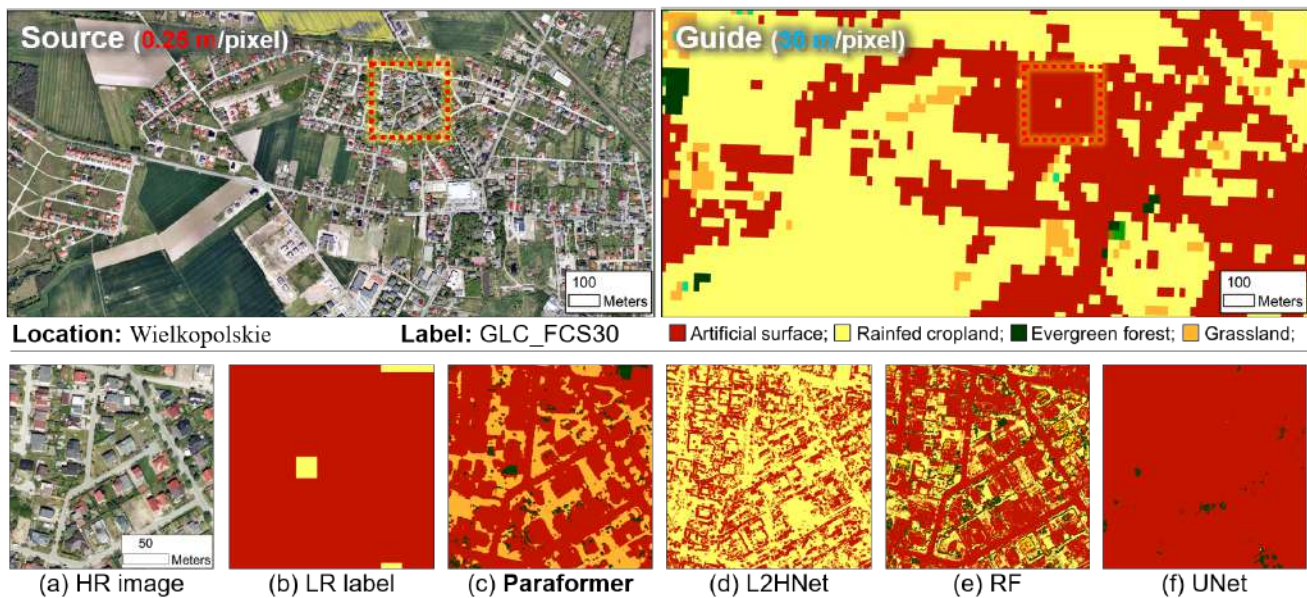 Source (0.25 m/pixel)
Guide (30 m/pixel)
100
Meters
100
Meters
Location: Wielkopolskie
Label: GLC_FCS30
Artificial surface; Rainfed cropland; Evergreen forest; Grassland;
50
Meters
(a) HR image
(b) LR label
(c) Paraformer
(d) L2HNet
(e) RF
(f) UNet